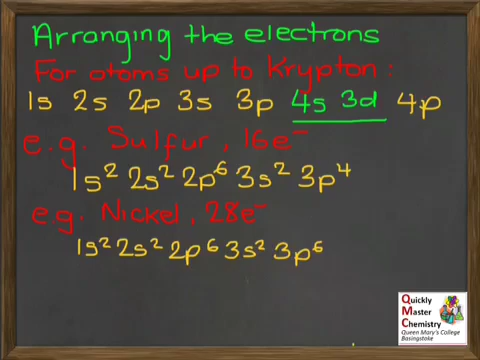 Arranging the electrons
For atoms up to Krypton:
1s 2s 2p 3s 3p 4s 3d 4p
e.g. Sulfur, 16e⁻
1s² 2s² 2p⁶ 3s² 3p⁴
e.g. Nickel, 28e⁻
1s² 2s² 2p⁶ 3s² 3p⁶
Quickly
Master
Chemistry
Queen Mary's College
Basingstoke